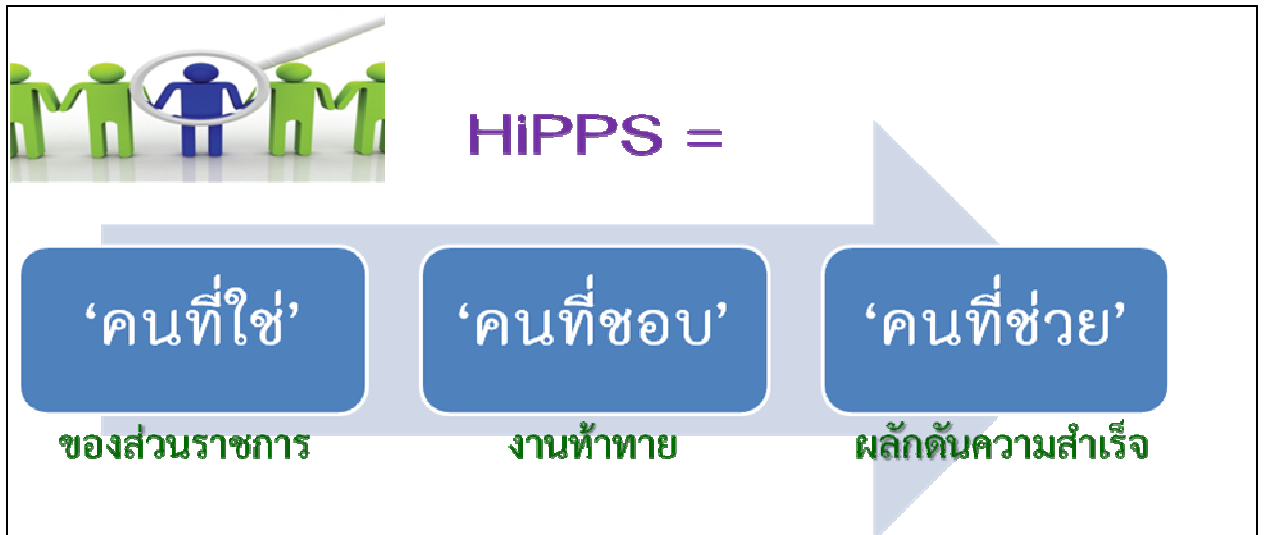 HiPPS =
‘คนที่ใช่’
ของส่วนราชการ
‘คนที่ชอบ’
งานท้าทาย
‘คนที่ช่วย’
ผลักดันความสำเร็จ